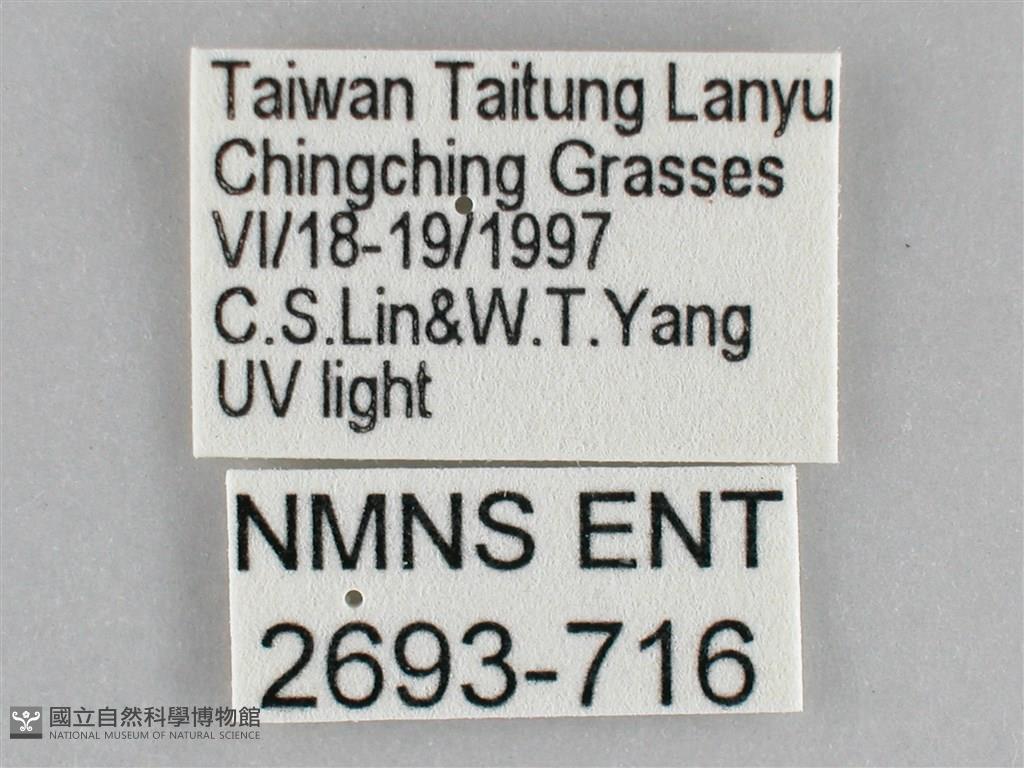 Taiwan Taitung Lanyu
Chingching Grasses
VI/18-19/1997
C.S.Lin&W.T.Yang
UV light
NMNS ENT
2693-716
國立自然科學博物館
NATIONAL MUSEUM OF NATURAL SCIENCE